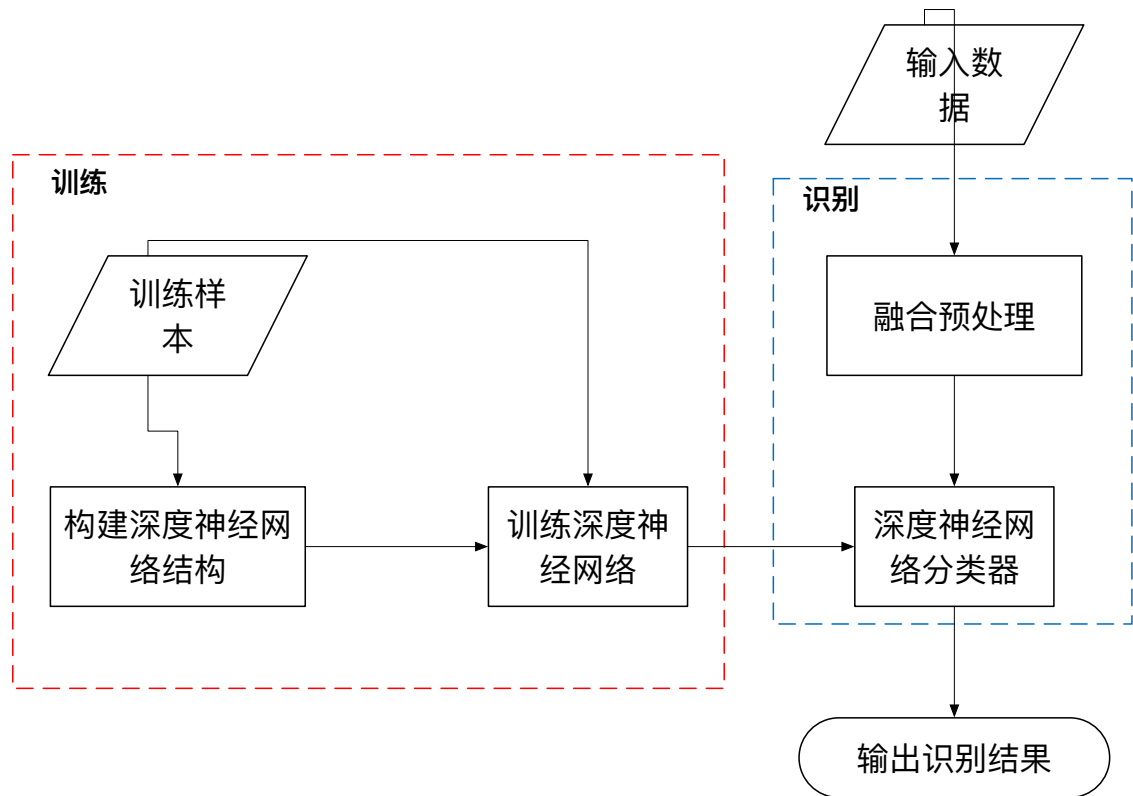 输入数
据
训练
识别
训练样
本
融合预处理
构建深度神经网
络结构
训练深度神
经网络
深度神经网
络分类器
输出识别结果